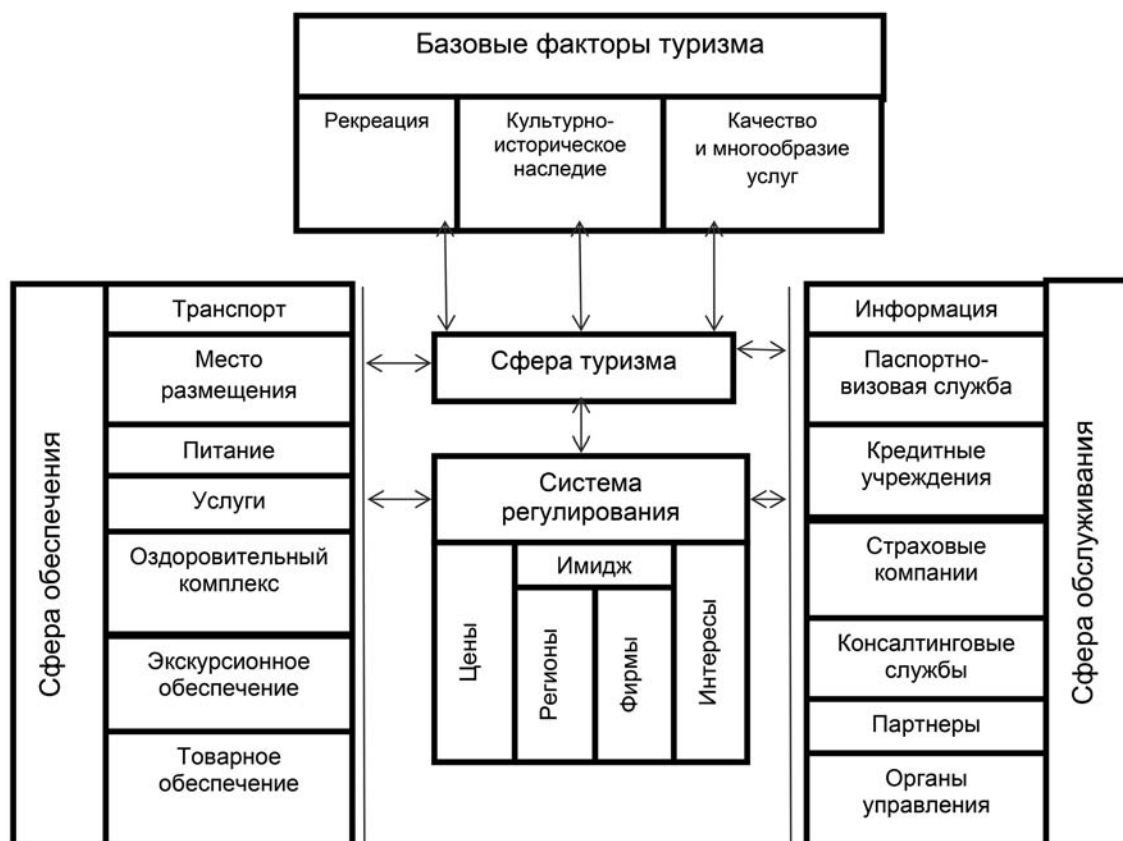 Базовые факторы туризма
Рекреация
Культурно-
историческое
наследие
Качество
и многообразие
услуг
Сфера обеспечения
Транспорт
Место
размещения
Питание
Услуги
Оздоровительный
комплекс
Экскурсионное
обеспечение
Товарное
обеспечение
Сфера туризма
Система
регулирования
Цены
Имидж
Регионы
Фирмы
Интересы
Информация
Паспортно-
визовая служба
Кредитные
учреждения
Страховые
компании
Консалтинговые
службы
Партнеры
Органы
управления
Сфера обслуживания